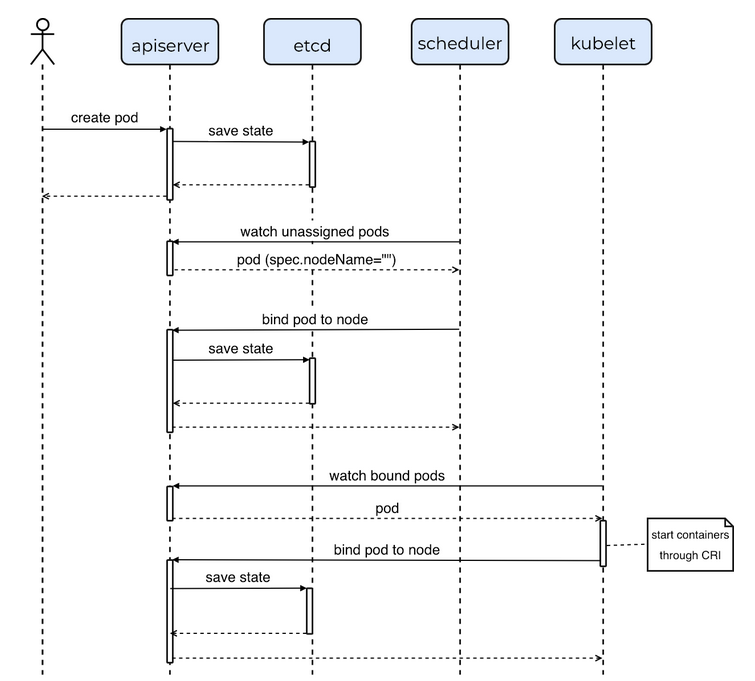 apiserver
etcd
scheduler
kubelet
create pod
save state
watch unassigned pods
pod (spec.nodeName="")
bind pod to node
save state
watch bound pods
pod
start containers
through CRI
bind pod to node
save state